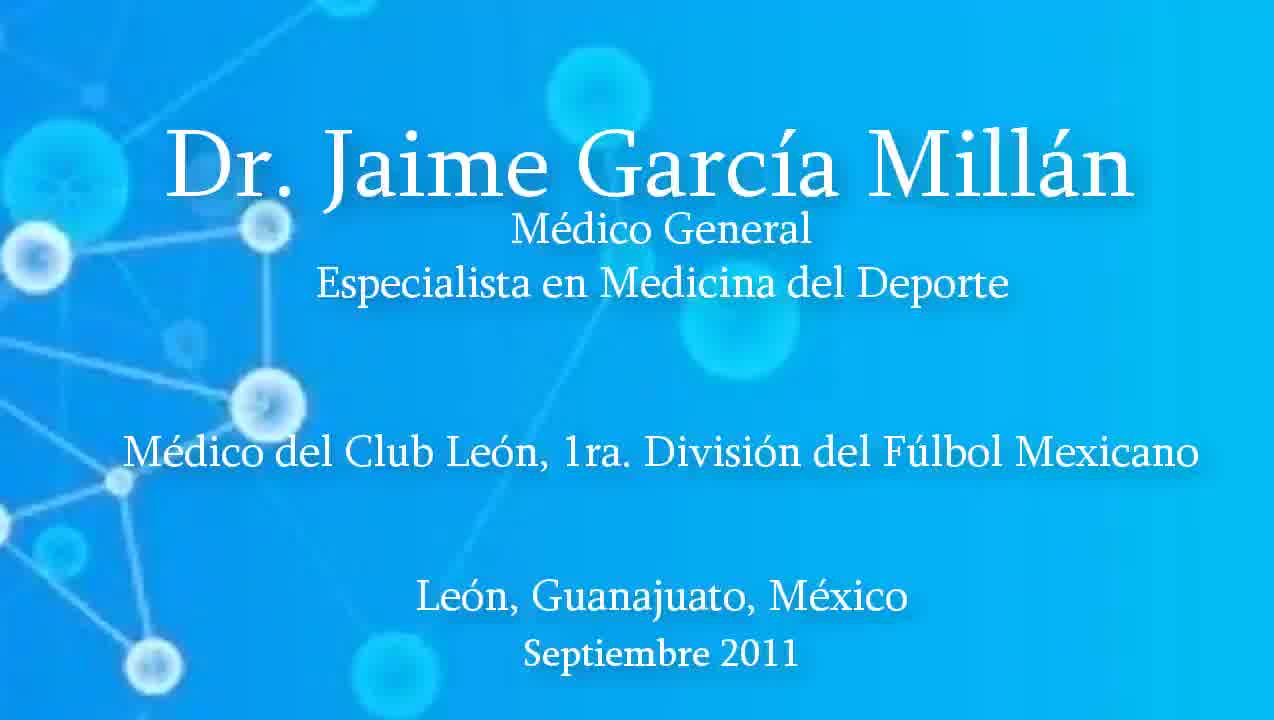 Dr. Jaime García Millán
Médico General
Especialista en Medicina del Deporte
Médico del Club León, 1ra. División del Fúlbol Mexicano
León, Guanajuato, México
Septiembre 2011